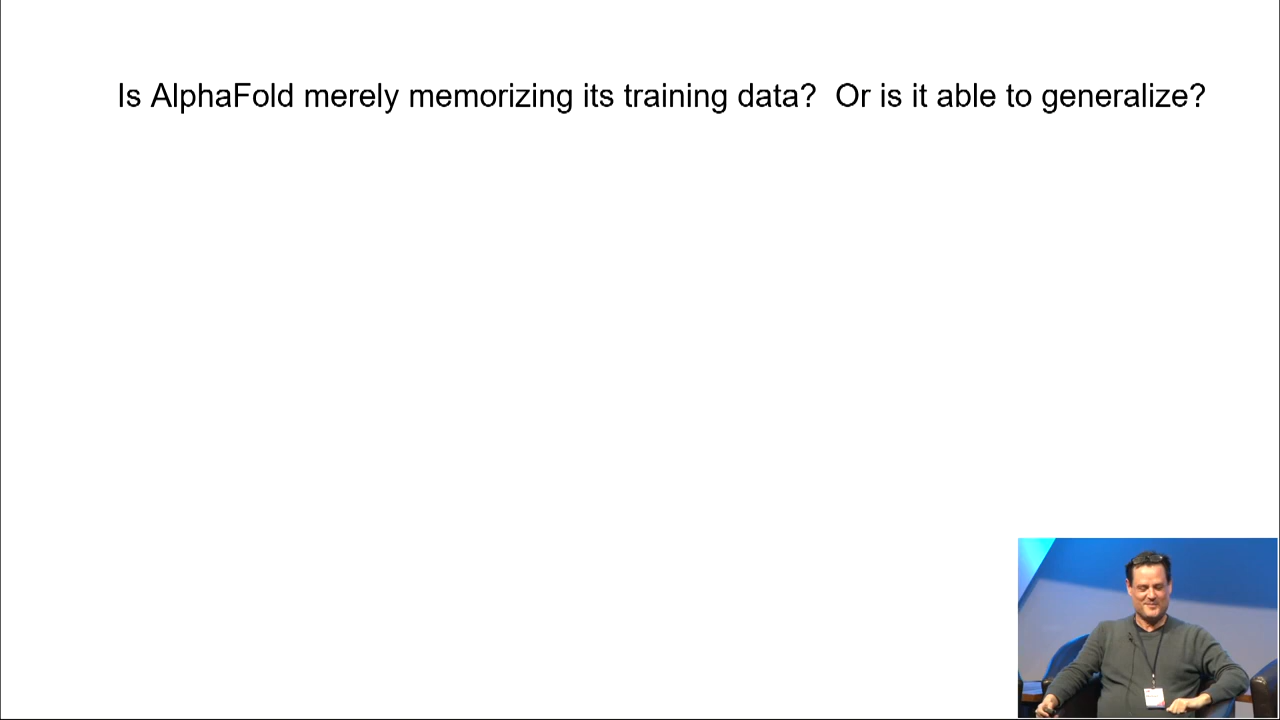 Is AlphaFold merely memorizing its training data?  Or is it able to generalize?